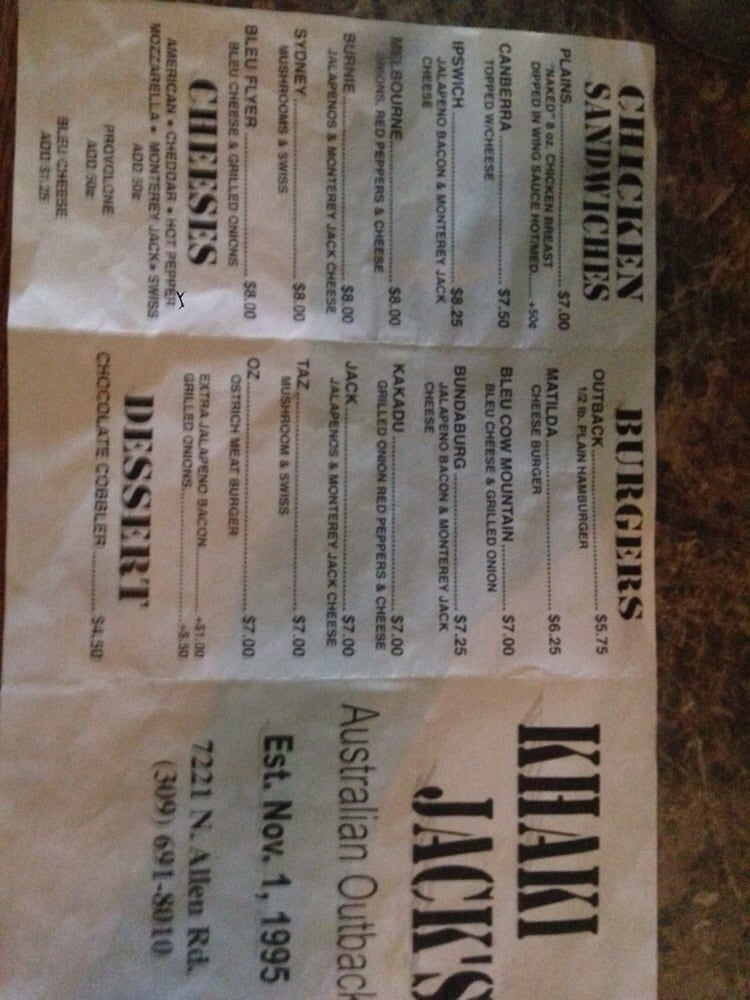 CHICKEN
SANDWICHES
PLAINS $7.00
"NAKED" 8 oz. CHICKEN BREAST
DIPPED IN WING SAUCE HOT/MED. +50¢
CANBERRA $7.50
TOPPED W/CHEESE
IPSWICH $8.25
JALAPENO BACON & MONTEREY JACK
CHEESE
MELBOURNE $8.00
ONIONS, RED PEPPERS & CHEESE
BURNIE $8.00
JALAPENOS & MONTEREY JACK CHEESE
SYDNEY $8.00
MUSHROOMS & SWISS
BLEU FLYER $8.00
BLEU CHEESE & GRILLED ONIONS
CHEESES
AMERICAN • CHEDDAR • HOT PEPPER
MOZZARELLA • MONTEREY JACK • SWISS
ADD 50¢
PROVOLONE
ADD 50¢
BLEU CHEESE
ADD $1.25
BURGERS
OUTBACK $5.75
1/2 lb. PLAIN HAMBURGER
MATILDA $6.25
CHEESE BURGER
BLEU COW MOUNTAIN $7.00
BLEU CHEESE & GRILLED ONION
BUNDABURG $7.25
JALAPENO BACON & MONTEREY JACK
CHEESE
KAKADU $7.00
GRILLED ONION RED PEPPERS & CHEESE
JACK $7.00
JALAPENOS & MONTEREY JACK CHEESE
TAZ $7.00
MUSHROOM & SWISS
OZ $7.00
OSTRICH MEAT BURGER
EXTRA JALAPENO BACON +$1.00
GRILLED ONIONS +$.50
DESSERT
CHOCOLATE COBBLER $4.50
KHAKI
JACK'S
Australian Outback
Est. Nov. 1, 1995
7221 N. Allen Rd.
(309) 691-8010